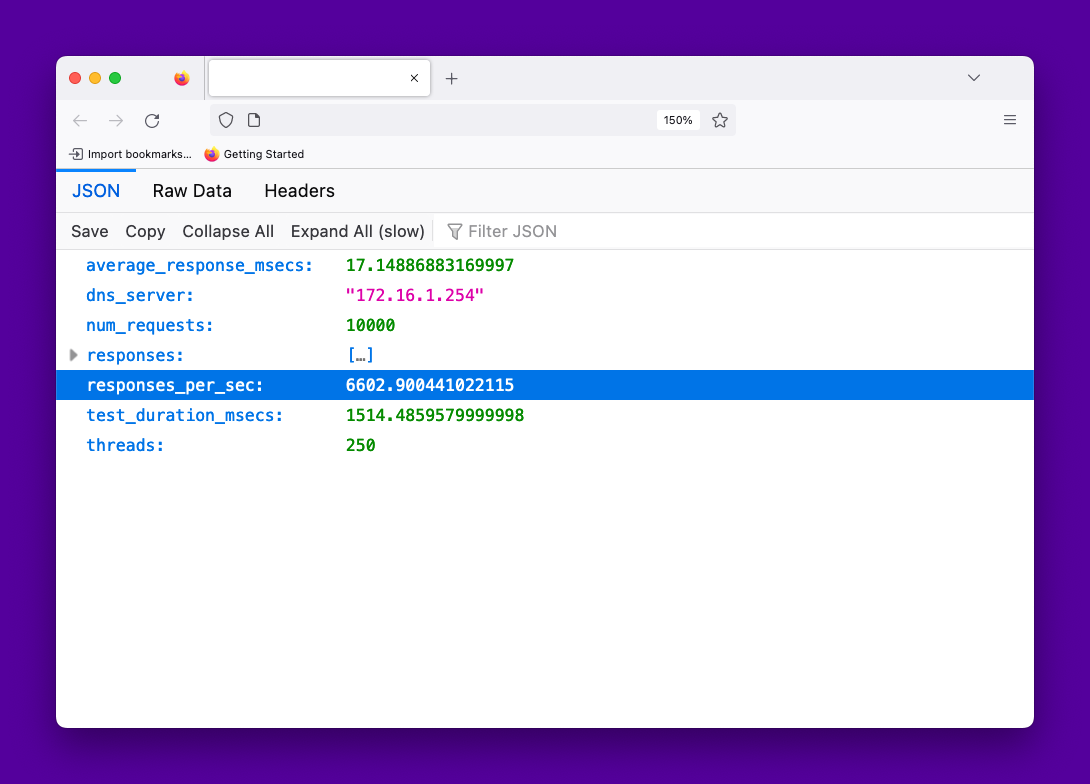 150%
Import bookmarks... Getting Started
JSON Raw Data Headers
Save Copy Collapse All Expand All (slow) Filter JSON
average_response_msecs: 17.14886883169997
dns_server: "172.16.1.254"
num_requests: 10000
responses: […]
responses_per_sec: 6602.900441022115
test_duration_msecs: 1514.4859579999998
threads: 250